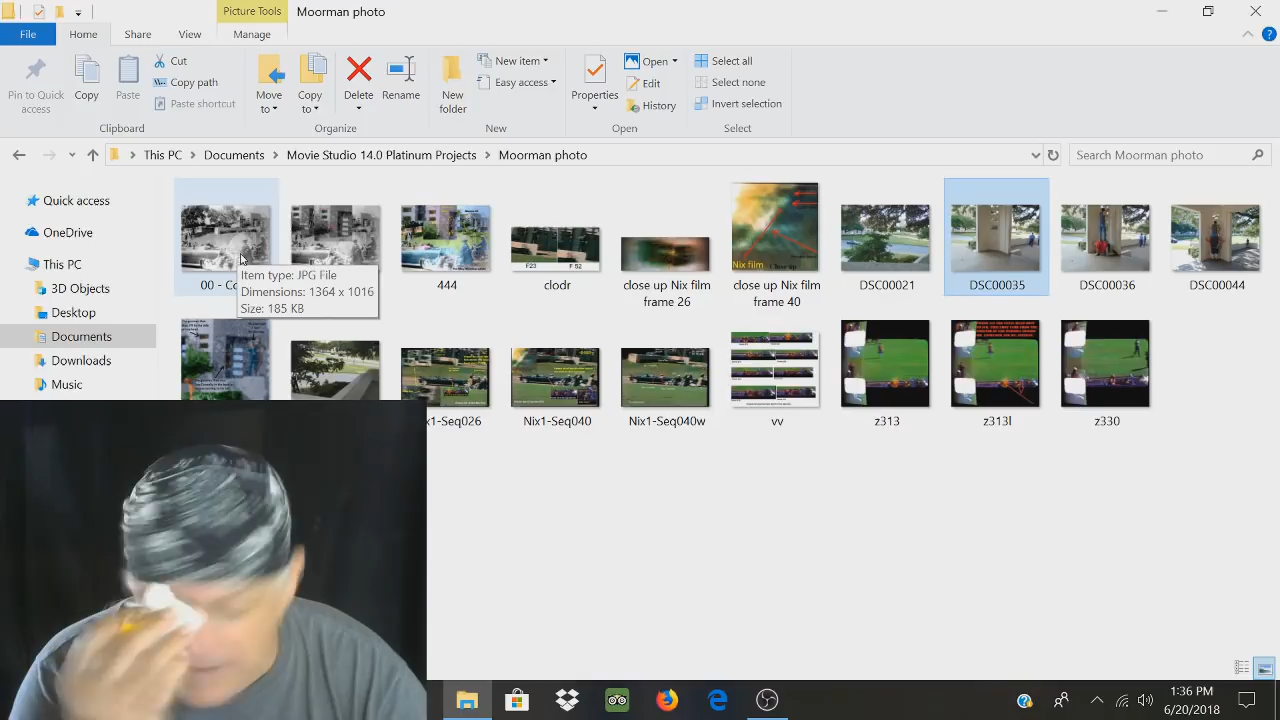 Picture Tools
Moorman photo
File
Home
Share
View
Manage
Pin to Quick access
Copy
Paste
Cut
Copy path
Paste shortcut
Clipboard
Move to
Copy to
Delete
Rename
Organize
New folder
New item
Easy access
New
Properties
Open
Edit
History
Open
Select all
Select none
Invert selection
Select
This PC
Documents
Movie Studio 14.0 Platinum Projects
Moorman photo
Search Moorman photo
Quick access
OneDrive
This PC
3D Objects
Desktop
Documents
Downloads
Music
00 - Co
Item type: JPG File
Dimensions: 1364 x 1016
Size: 185 KB
444
F23
F 52
clodr
close up Nix film frame 26
Nix film
close up Nix film frame 40
DSC00021
DSC00035
DSC00036
DSC00044
x1-Seq026
Nix1-Seq040
Nix1-Seq040w
vv
z313
z313l
z330
1:36 PM
6/20/2018